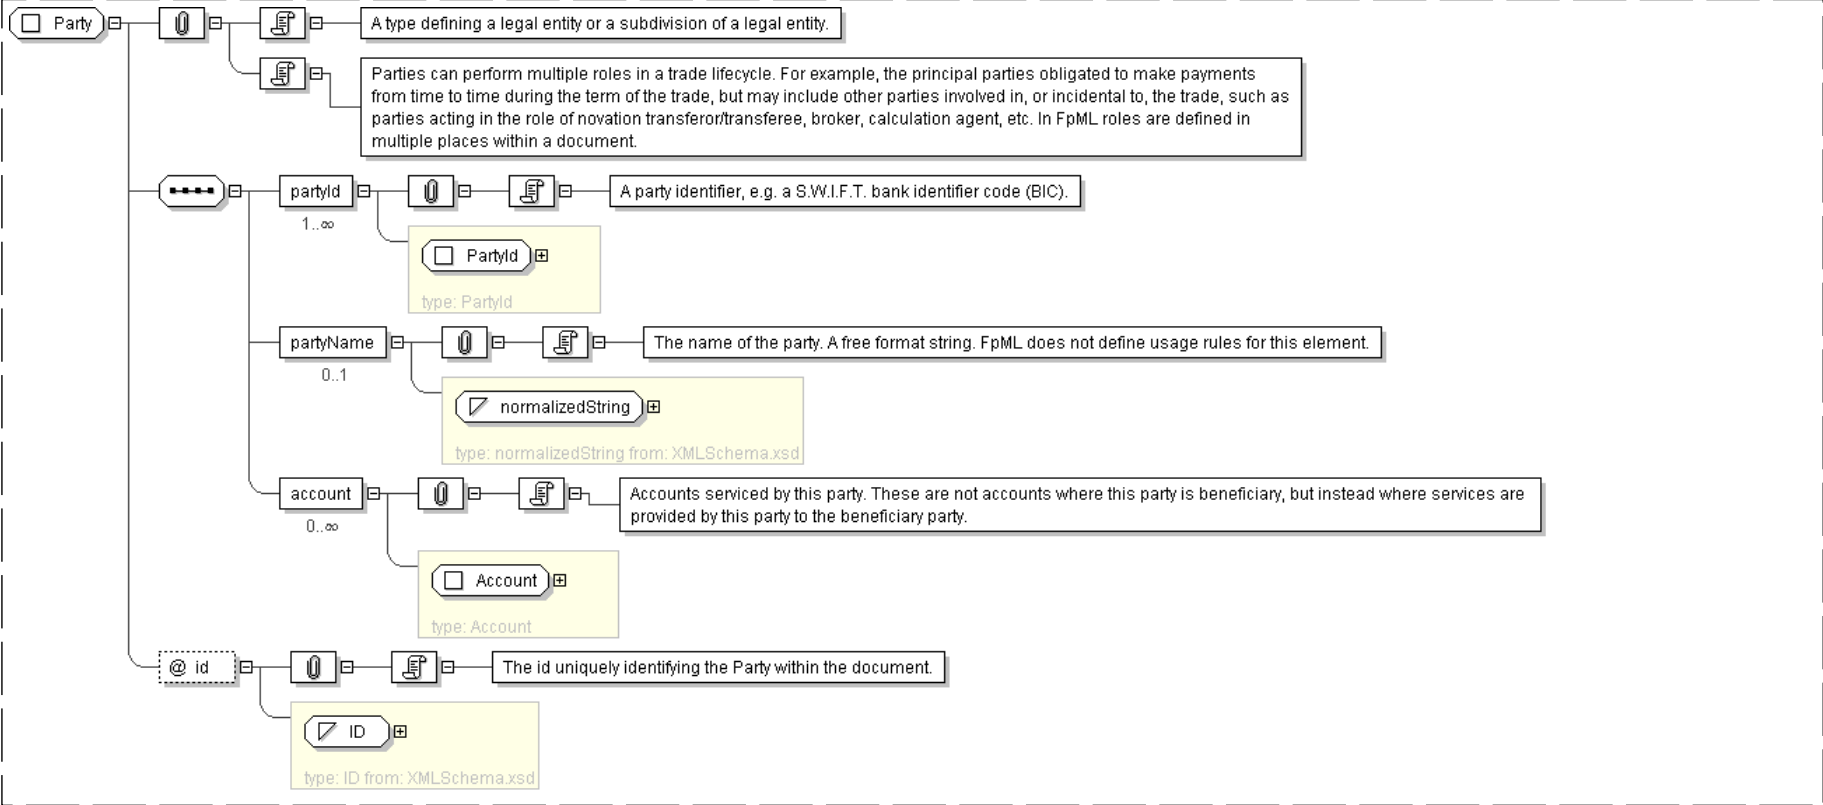 Party
A type defining a legal entity or a subdivision of a legal entity.
Parties can perform multiple roles in a trade lifecycle. For example, the principal parties obligated to make payments
from time to time during the term of the trade, but may include other parties involved in, or incidental to, the trade, such as
parties acting in the role of novation transferor/transferee, broker, calculation agent, etc. In FpML roles are defined in
multiple places within a document.
partyId
A party identifier, e.g. a S.W.I.F.T. bank identifier code (BIC).
1..∞
PartyId
type: PartyId
partyName
The name of the party. A free format string. FpML does not define usage rules for this element.
0..1
normalizedString
type: normalizedString from: XMLSchema.xsd
account
Accounts serviced by this party. These are not accounts where this party is beneficiary, but instead where services are
provided by this party to the beneficiary party.
0..∞
Account
type: Account
@ id
The id uniquely identifying the Party within the document.
ID
type: ID from: XMLSchema.xsd